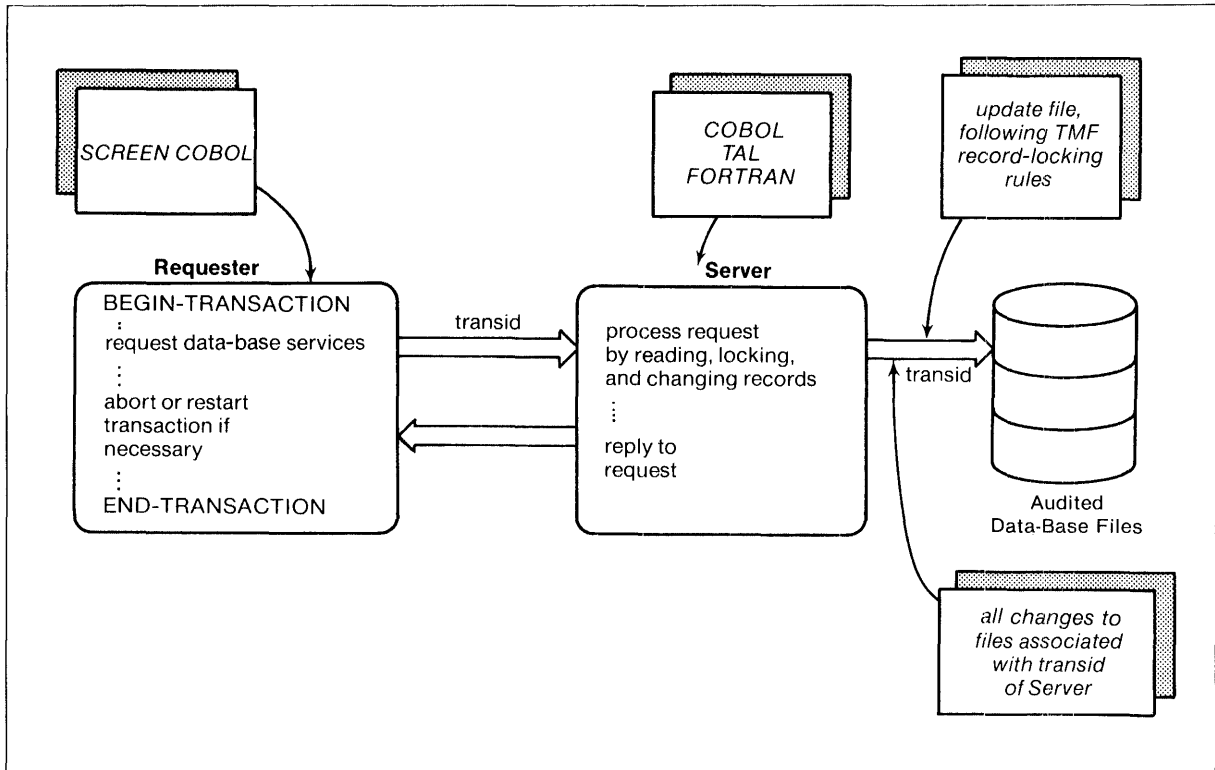 SCREEN COBOL
COBOL
TAL
FORTRAN
update file,
following TMF
record-locking
rules
Requester
BEGIN-TRANSACTION
⋮
request data-base services
⋮
abort or restart
transaction if
necessary
⋮
END-TRANSACTION
transid
Server
process request
by reading, locking,
and changing records
⋮
reply to
request
transid
Audited
Data-Base Files
all changes to
files associated
with transid
of Server